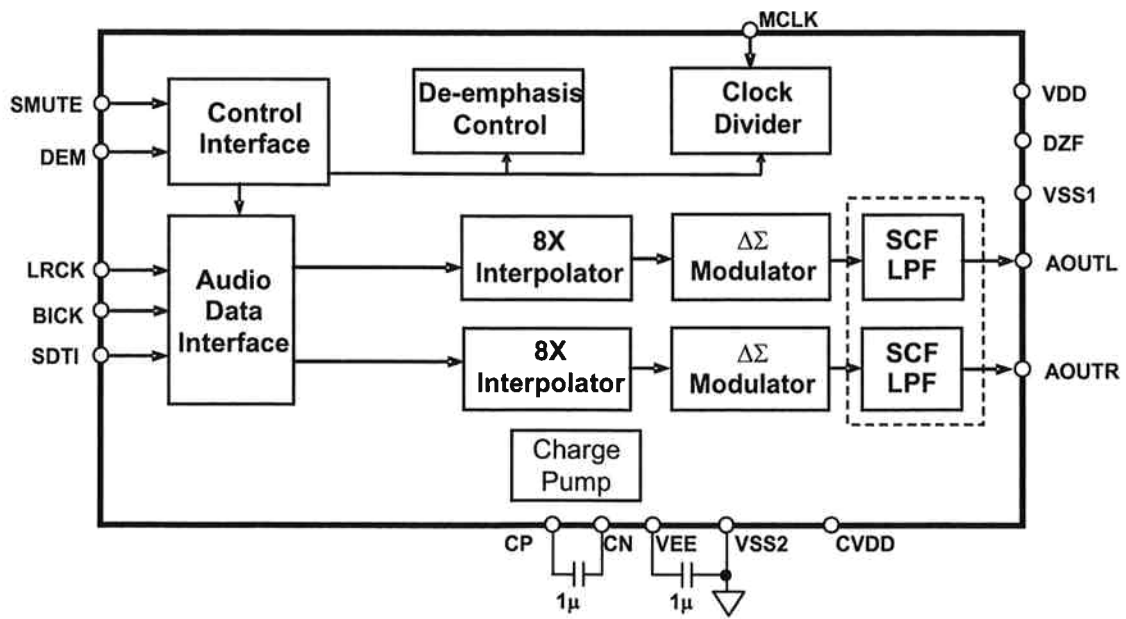 MCLK
SMUTE
DEM
Control
Interface
De-emphasis
Control
Clock
Divider
VDD
DZF
VSS1
LRCK
BICK
SDTI
Audio
Data
Interface
8X
Interpolator
ΔΣ
Modulator
SCF
LPF
AOUTL
8X
Interpolator
ΔΣ
Modulator
SCF
LPF
AOUTR
Charge
Pump
CP
CN
VEE
VSS2
CVDD
1μ
1μ